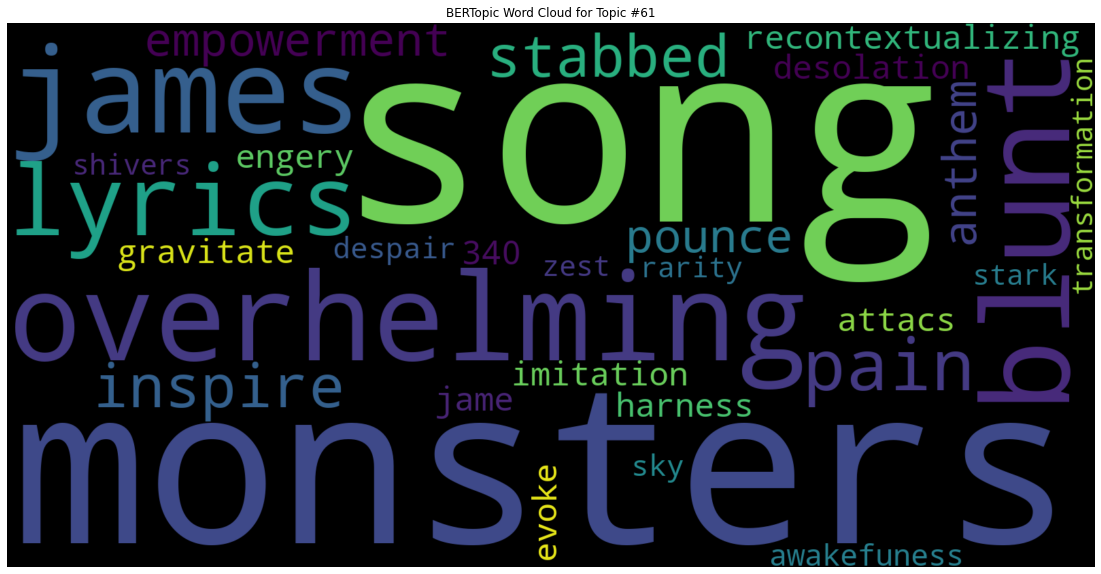 BERTopic Word Cloud for Topic #61
empowerment
stabbed
recontextualizing
james
song
desolation
anthem
blunt
transformation
shivers
engery
lyrics
gravitate
despair
340
pounce
zest
rarity
stark
overhelming
attacs
pain
inspire
imitation
jame
harness
monsters
sky
evoke
awakefuness